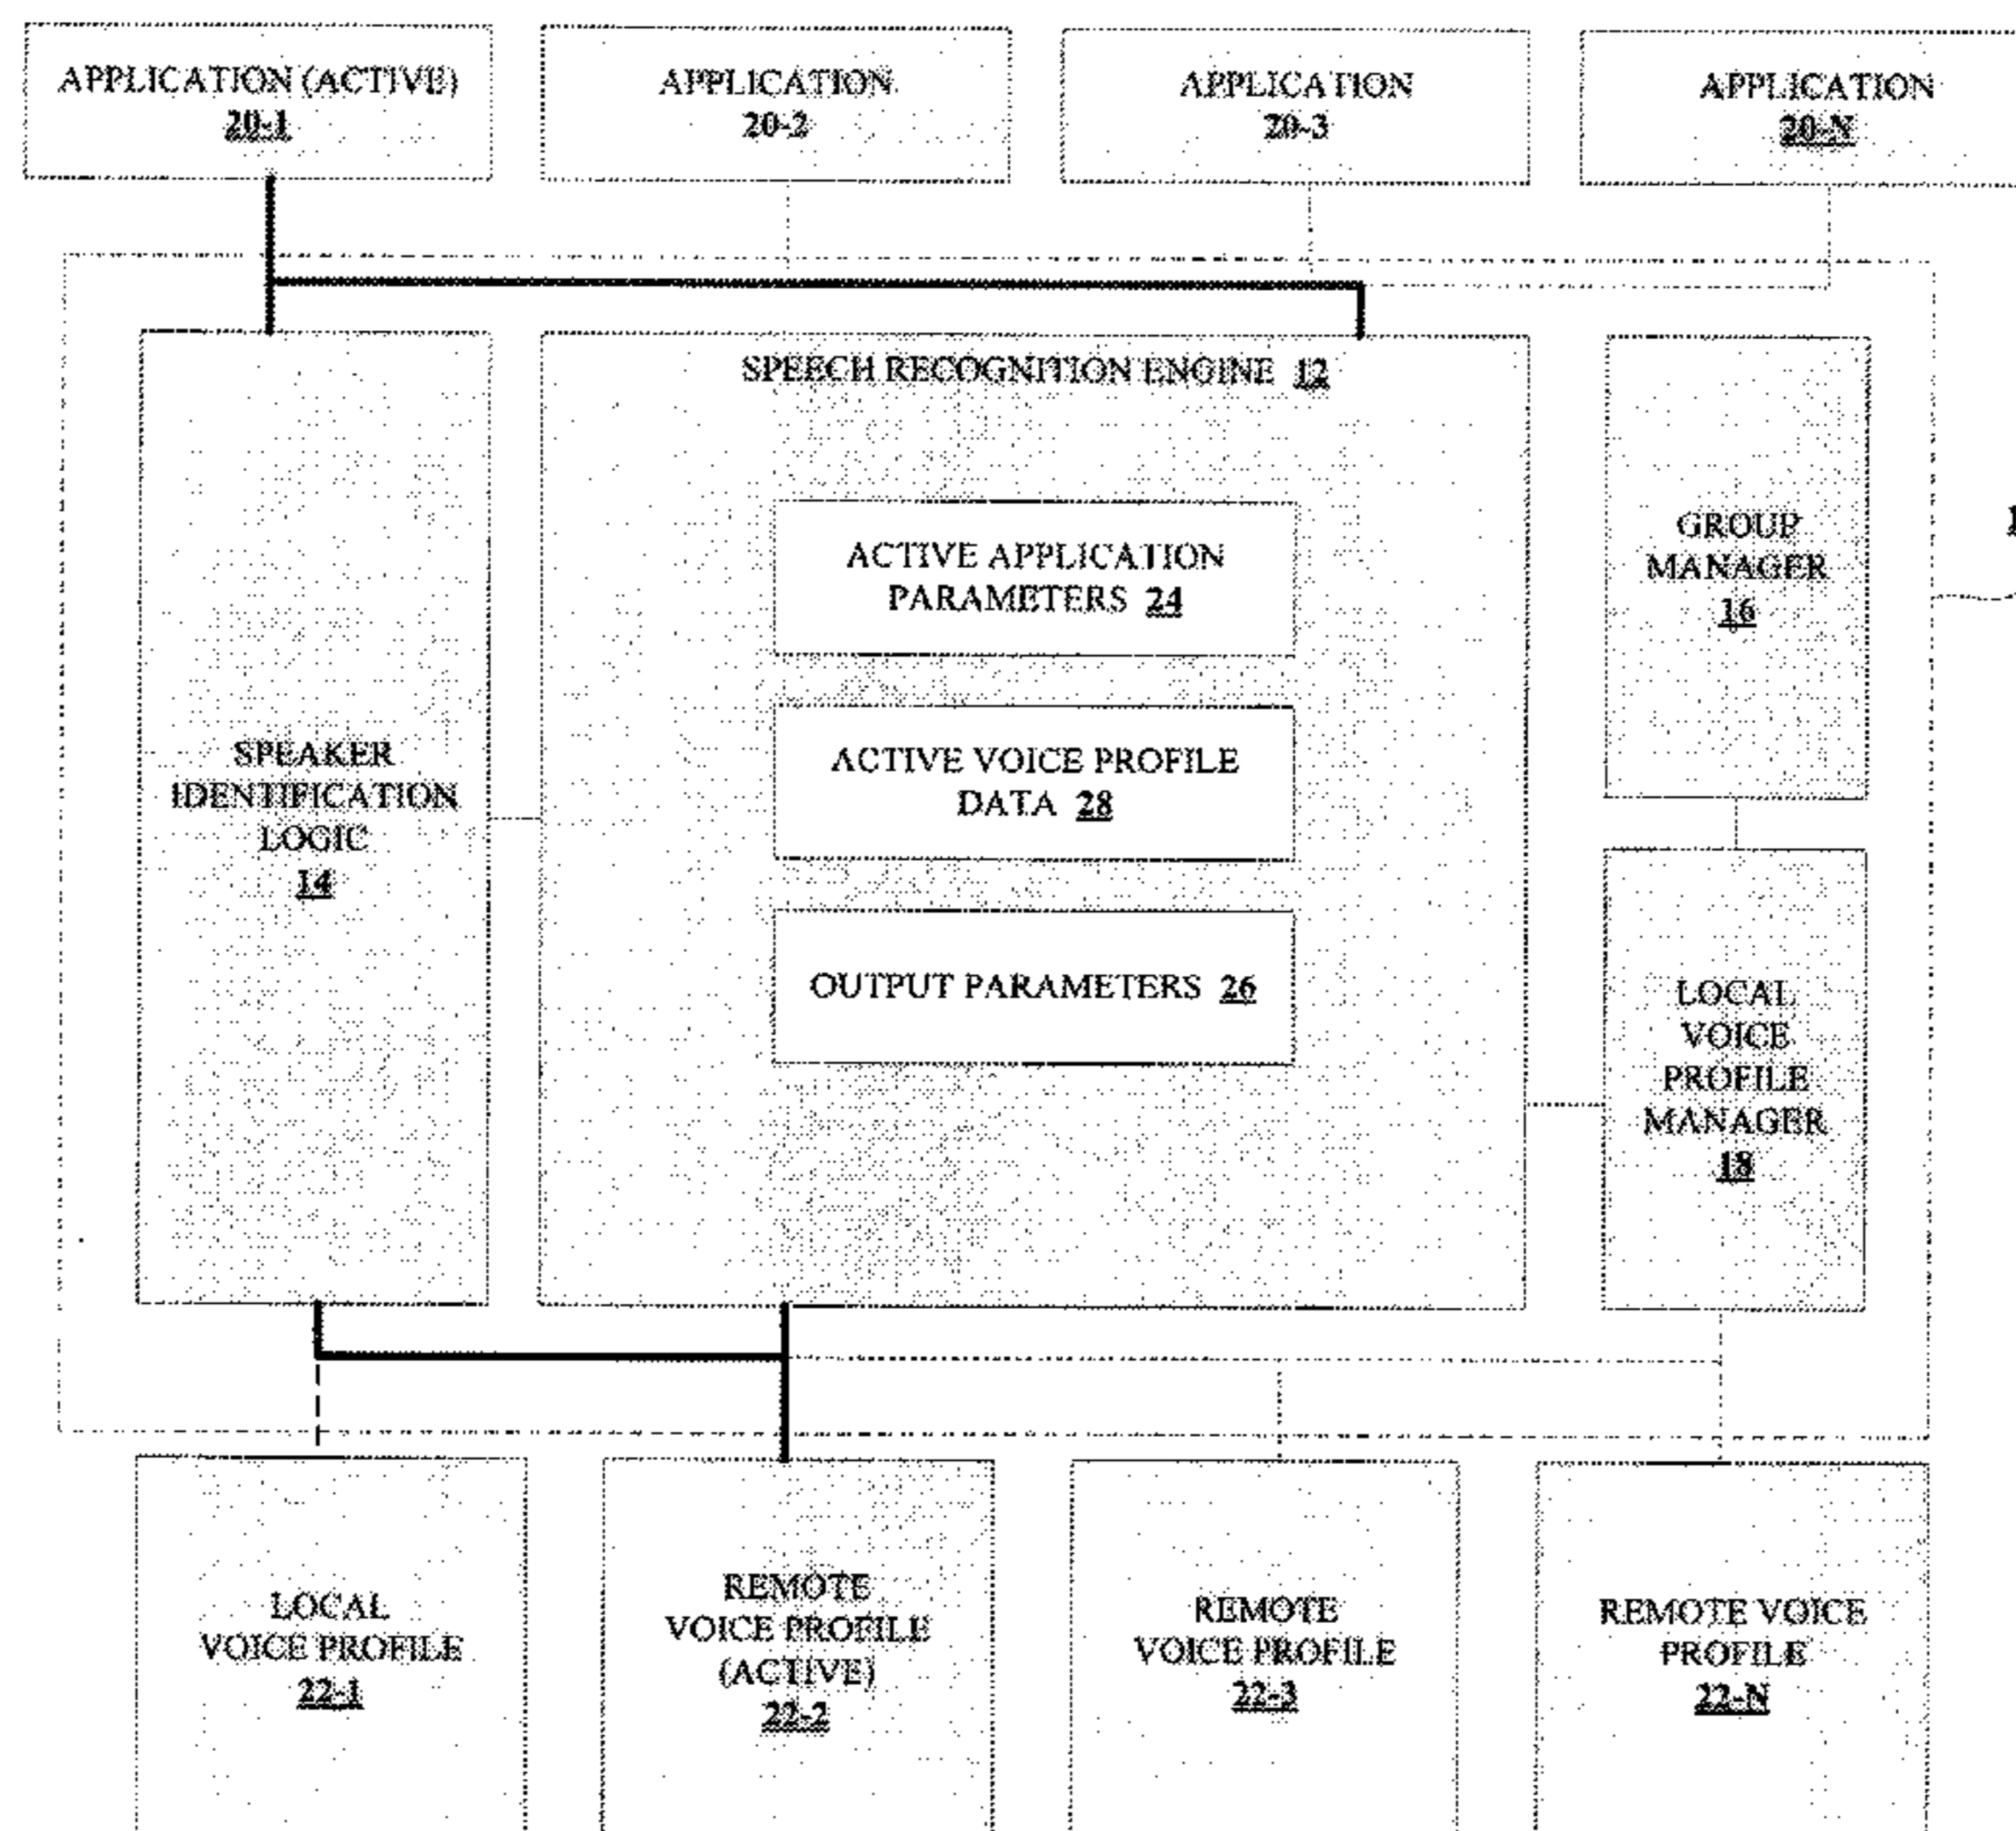 APPLICATION (ACTIVE)
20-1
APPLICATION
20-2
APPLICATION
20-3
APPLICATION
20-N
SPEECH RECOGNITION ENGINE 12
ACTIVE APPLICATION
PARAMETERS 24
ACTIVE VOICE PROFILE
DATA 28
OUTPUT PARAMETERS 26
SPEAKER
IDENTIFICATION
LOGIC
14
GROUP
MANAGER
16
LOCAL
VOICE
PROFILE
MANAGER
18
LOCAL
VOICE PROFILE
22-1
REMOTE
VOICE PROFILE
(ACTIVE)
22-2
REMOTE
VOICE PROFILE
22-3
REMOTE VOICE
PROFILE
22-N